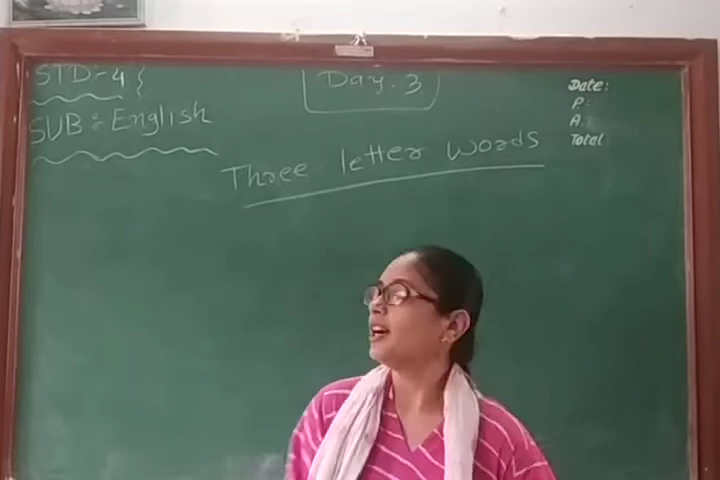 STD:- 4 }
SUB : English
Day. 3
Three letter words
Date:
P.
A.
Total